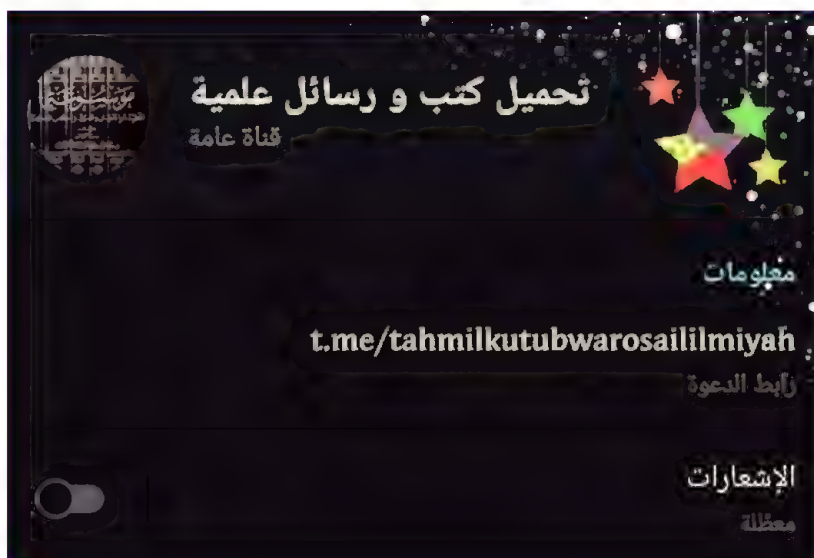 تحميل كتب و رسائل علمية
قناة عامة
معلومات
t.me/tahmilkutubwarosaililmiyah
رابط الدعوة
الإشعارات
معطلة